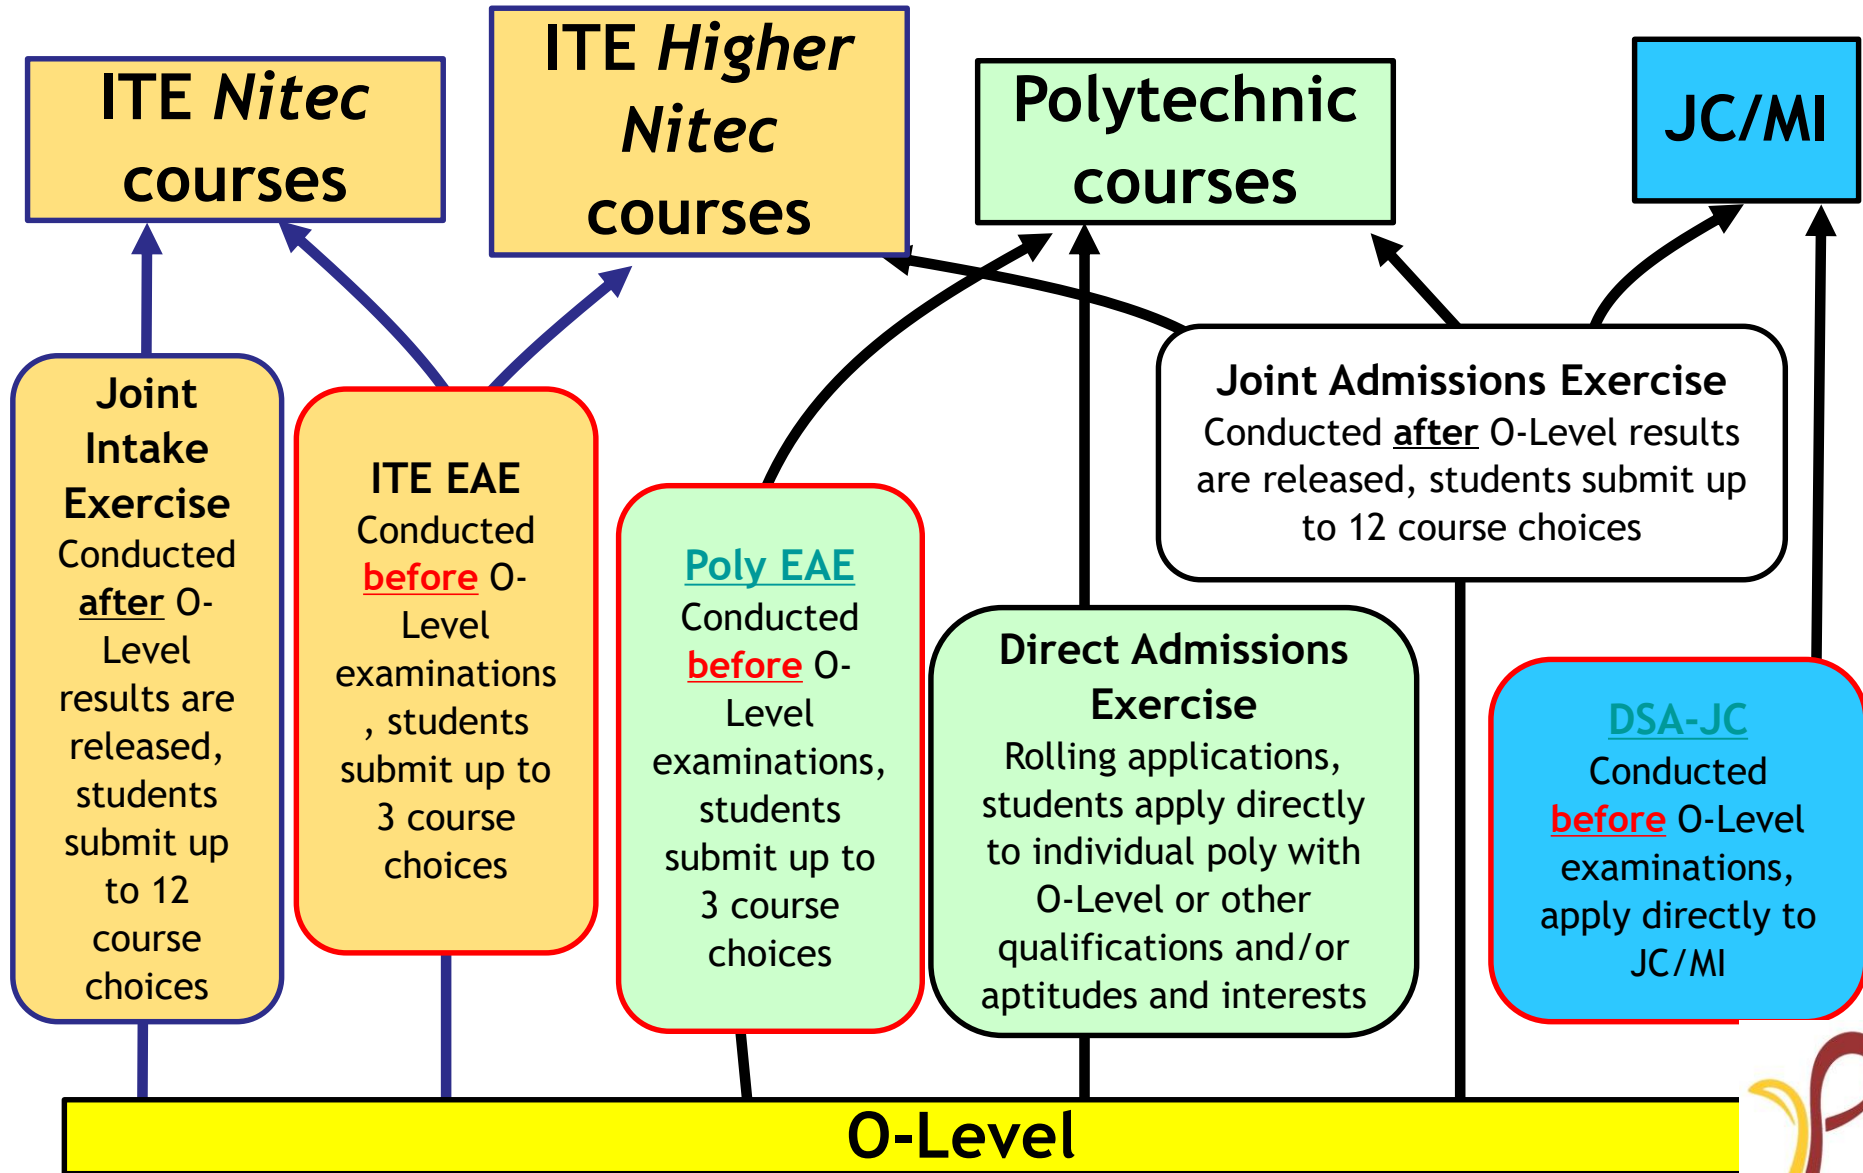 ITE Nitec
courses
ITE Higher
Nitec
courses
Polytechnic
courses
JC/MI
Joint
Intake
Exercise
Conducted
after O-
Level
results are
released,
students
submit up
to 12
course
choices
ITE EAE
Conducted
before O-
Level
examinations
, students
submit up to
3 course
choices
Poly EAE
Conducted
before O-
Level
examinations,
students
submit up to
3 course
choices
Direct Admissions
Exercise
Rolling applications,
students apply directly
to individual poly with
O-Level or other
qualifications and/or
aptitudes and interests
Joint Admissions Exercise
Conducted after O-Level results
are released, students submit up
to 12 course choices
DSA-JC
Conducted
before O-Level
examinations,
apply directly to
JC/MI
O-Level